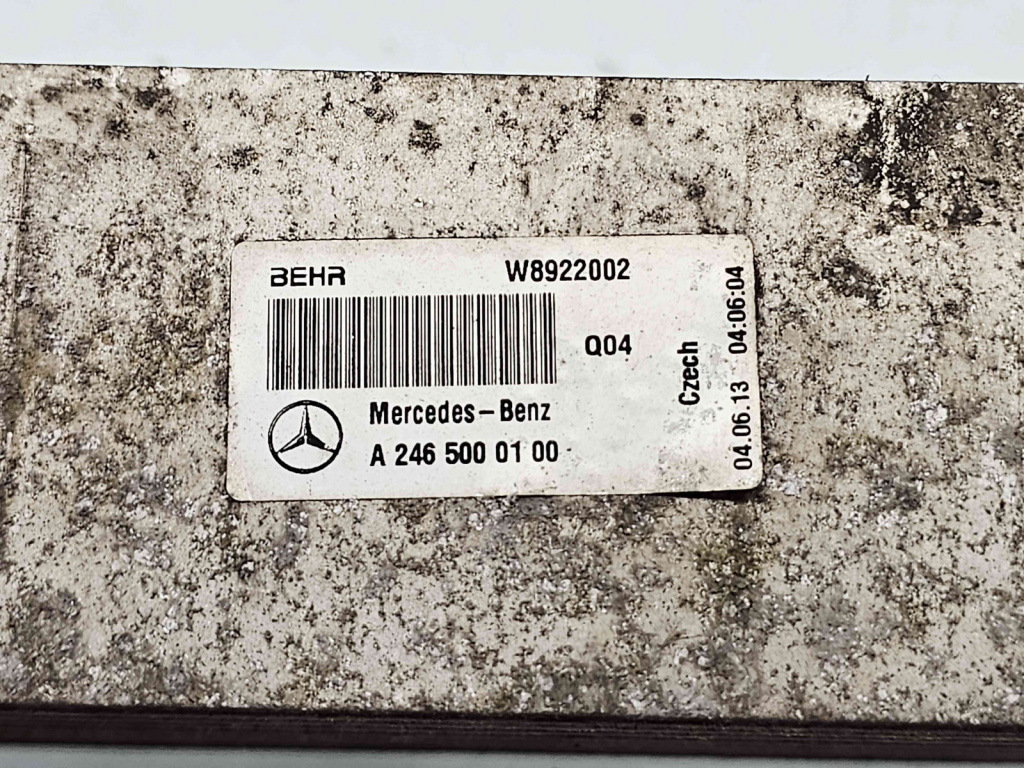 BEHR W8922002
Q04
Mercedes-Benz
A 246 500 01 00
Czech
04.06.13 04:06:04